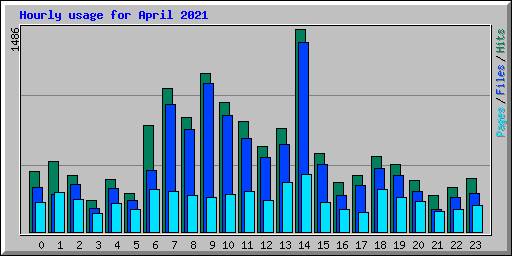 Hourly usage for April 2021
1486
Pages/Files/Hits
0 1 2 3 4 5 6 7 8 9 10 11 12 13 14 15 16 17 18 19 20 21 22 23